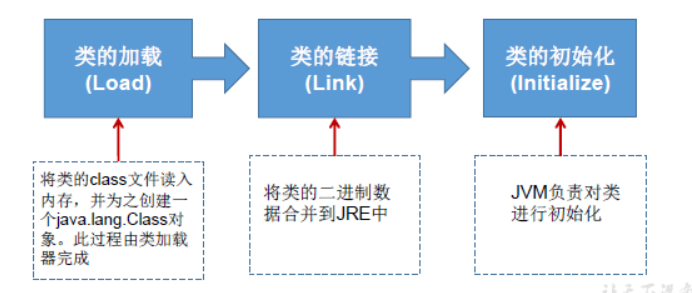 类的加载
(Load)
类的链接
(Link)
类的初始化
(Initialize)
将类的class文件读入
内存，并为之创建一
个java.lang.Class对
象。此过程由类加载
器完成
将类的二进制数
据合并到JRE中
JVM负责对类
进行初始化